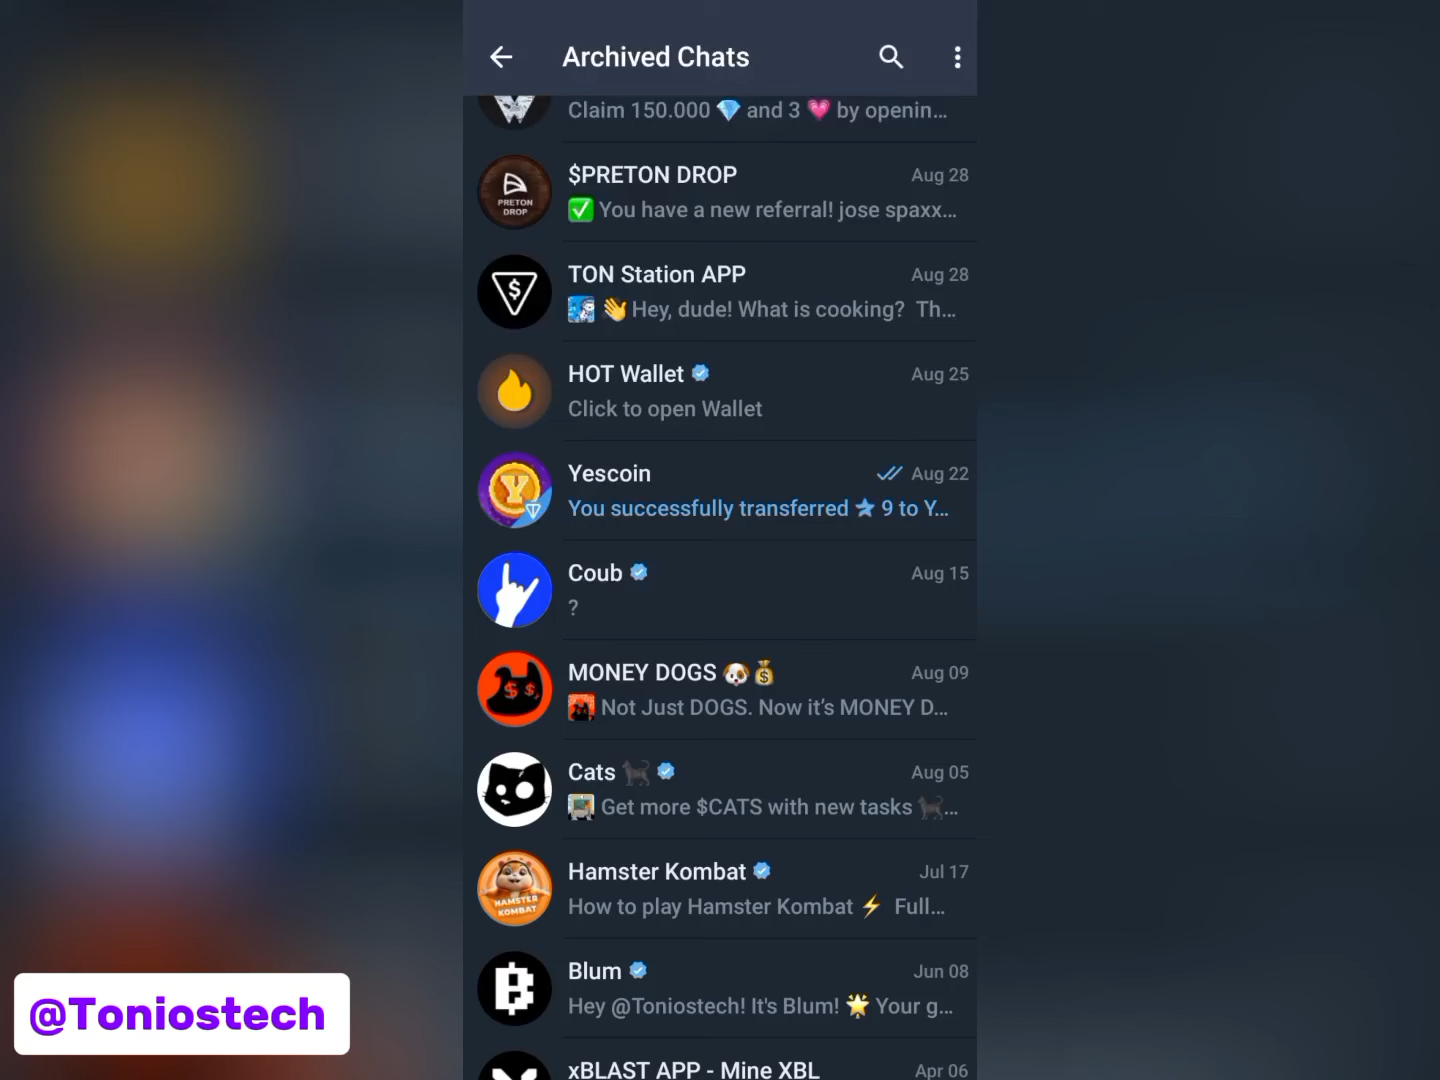 Archived Chats
Claim 150.000 💎 and 3 💗 by openin...
$PRETON DROP
Aug 28
PRETON
DROP
✅ You have a new referral! jose spaxx...
TON Station APP
Aug 28
👋 Hey, dude! What is cooking? Th...
HOT Wallet
Aug 25
Click to open Wallet
Yescoin
Aug 22
You successfully transferred ⭐ 9 to Y...
Coub
Aug 15
?
MONEY DOGS 🐶💰
Aug 09
Not Just DOGS. Now it’s MONEY D...
Cats 🐈‍⬛
Aug 05
Get more $CATS with new tasks 🐈‍⬛...
Hamster Kombat
Jul 17
HAMSTER
KOMBAT
How to play Hamster Kombat ⚡ Full...
Blum
Jun 08
Hey @Toniostech! It's Blum! 🌟 Your g...
xBLAST APP - Mine XBL
Apr 06
@Toniostech